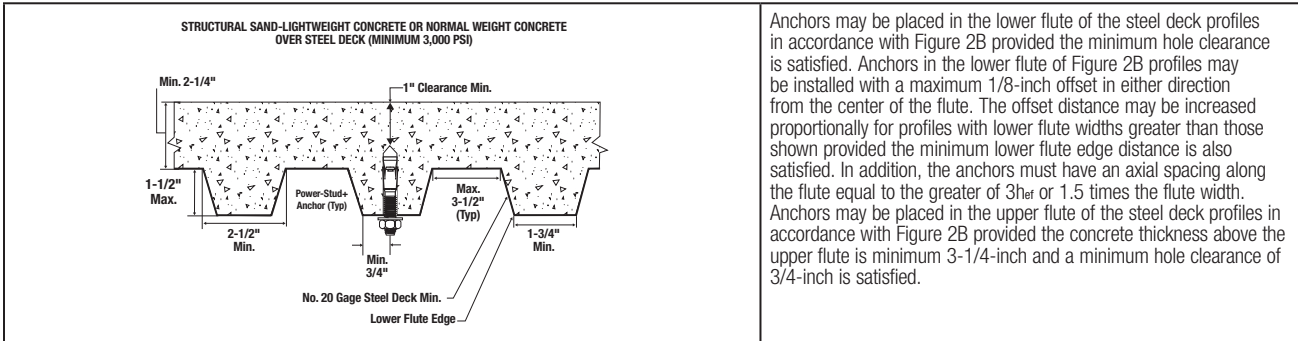 STRUCTURAL SAND-LIGHTWEIGHT CONCRETE OR NORMAL WEIGHT CONCRETE
OVER STEEL DECK (MINIMUM 3,000 PSI)
Min. 2-1/4"
1" Clearance Min.
1-1/2"
Max.
Power-Stud+
Anchor (Typ)
Max.
3-1/2"
(Typ)
2-1/2"
Min.
1-3/4"
Min.
Min.
3/4"
No. 20 Gage Steel Deck Min.
Lower Flute Edge
Anchors may be placed in the lower flute of the steel deck profiles
in accordance with Figure 2B provided the minimum hole clearance
is satisfied. Anchors in the lower flute of Figure 2B profiles may
be installed with a maximum 1/8-inch offset in either direction
from the center of the flute. The offset distance may be increased
proportionally for profiles with lower flute widths greater than those
shown provided the minimum lower flute edge distance is also
satisfied. In addition, the anchors must have an axial spacing along
the flute equal to the greater of 3hef or 1.5 times the flute width.
Anchors may be placed in the upper flute of the steel deck profiles in
accordance with Figure 2B provided the concrete thickness above the
upper flute is minimum 3-1/4-inch and a minimum hole clearance of
3/4-inch is satisfied.